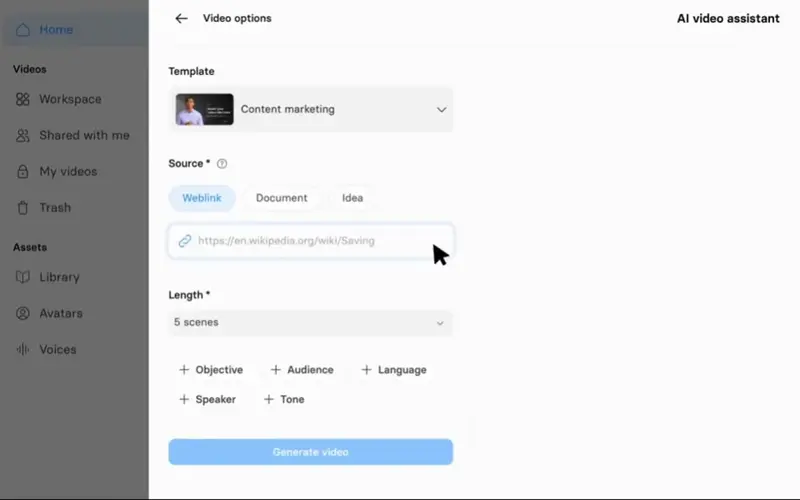 Home
Videos
Workspace
Shared with me
My videos
Trash
Assets
Library
Avatars
Voices
Video options
AI video assistant
Template
Content marketing
Source *
Weblink Document Idea
https://en.wikipedia.org/wiki/Saving
Length *
5 scenes
+ Objective + Audience + Language
+ Speaker + Tone
Generate video